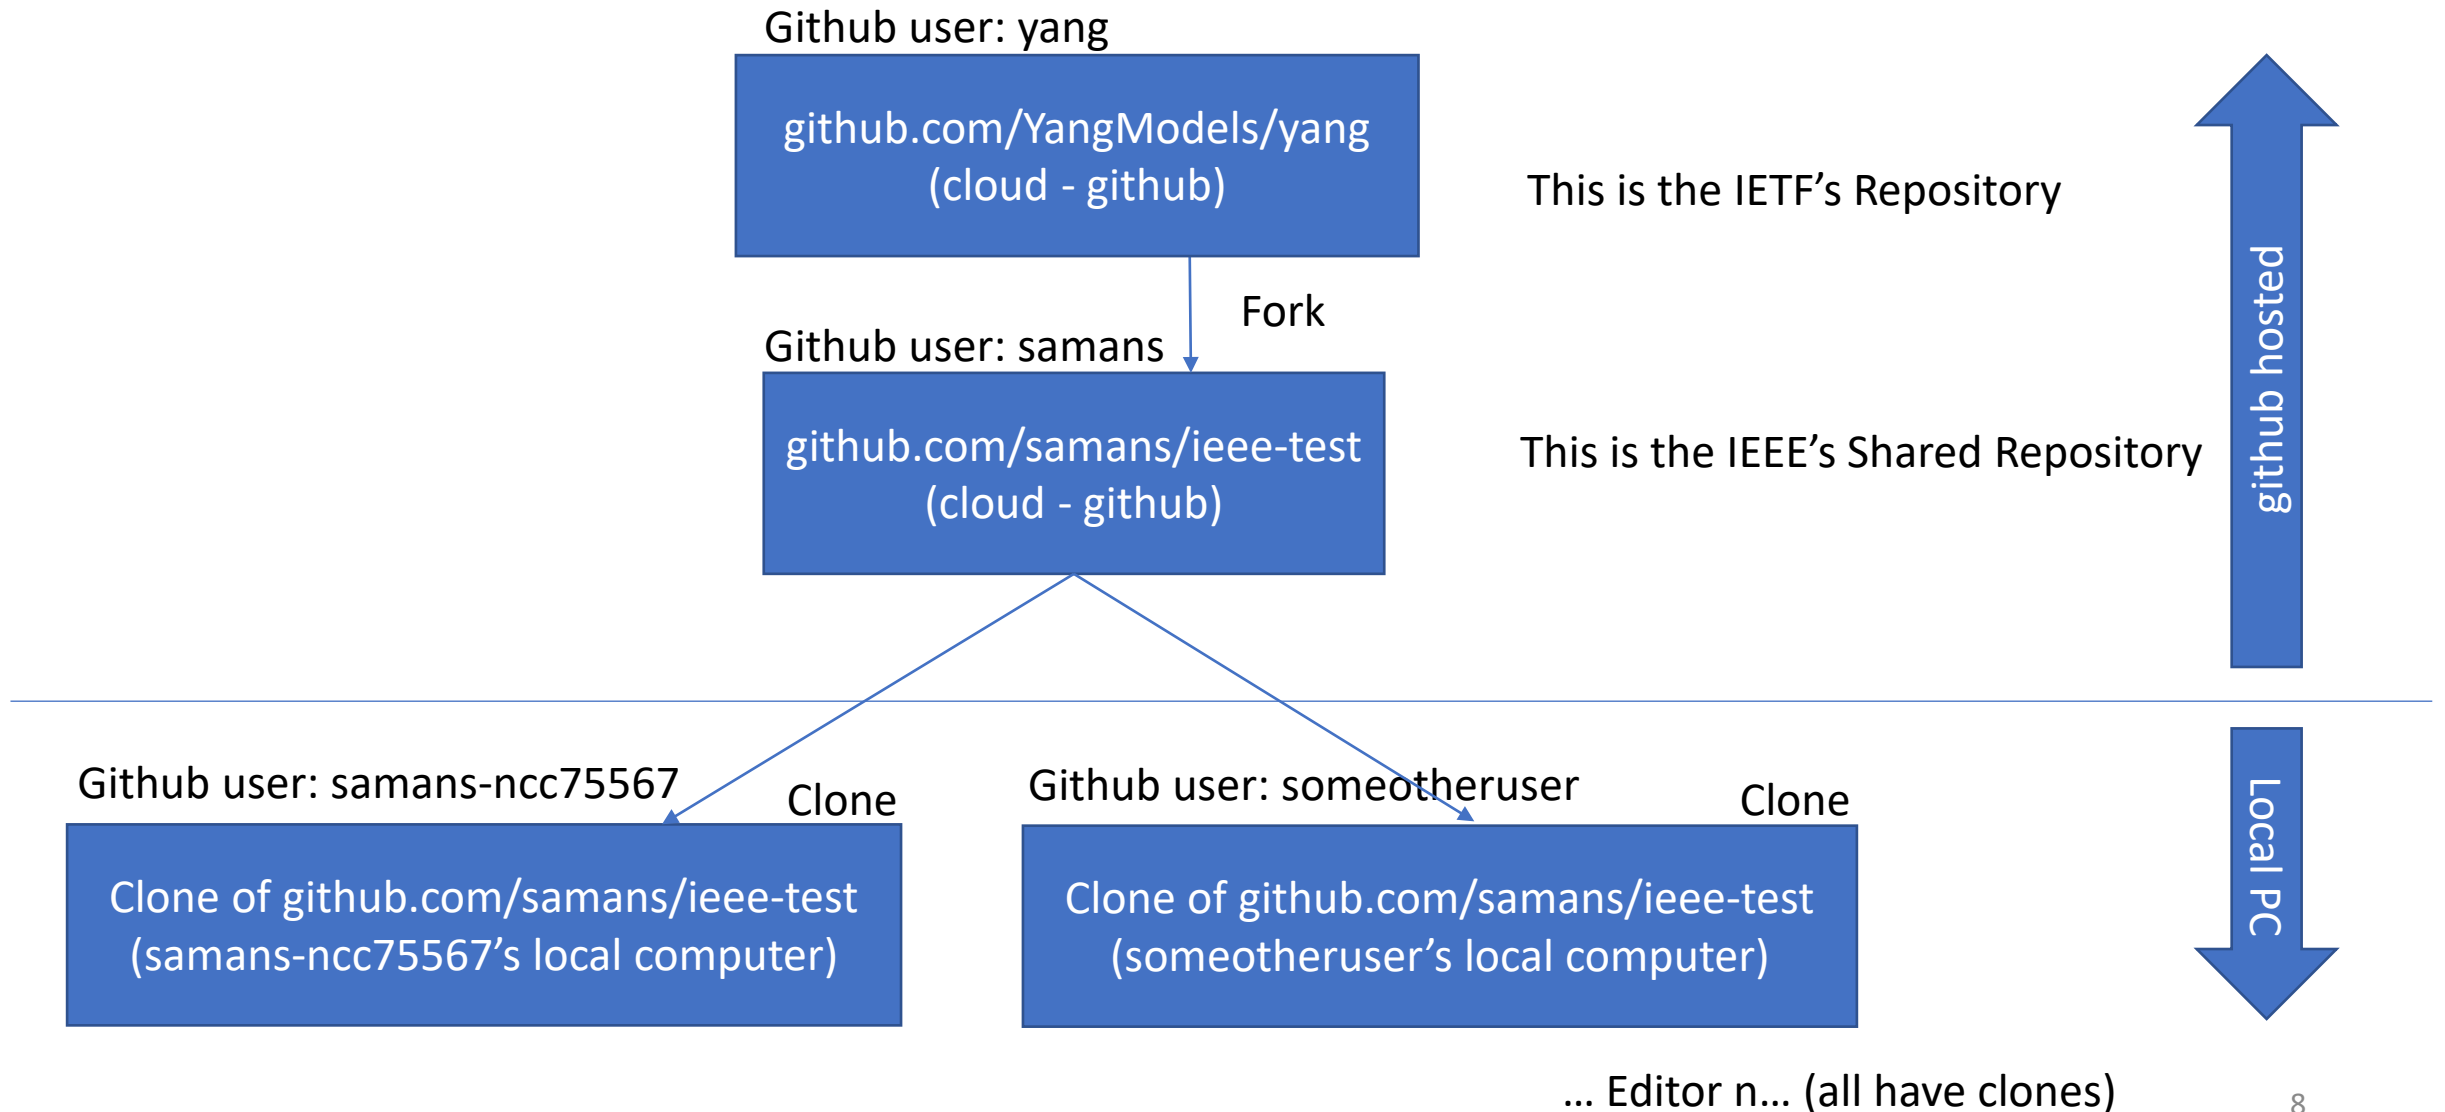 Github user: yang
github.com/YangModels/yang
(cloud - github)
This is the IETF’s Repository
Fork
Github user: samans
github.com/samans/ieee-test
(cloud - github)
This is the IEEE’s Shared Repository
github hosted
Github user: samans-ncc75567
Clone
Clone of github.com/samans/ieee-test
(samans-ncc75567’s local computer)
Github user: someotheruser
Clone
Clone of github.com/samans/ieee-test
(someotheruser’s local computer)
Local PC
… Editor n… (all have clones)
8